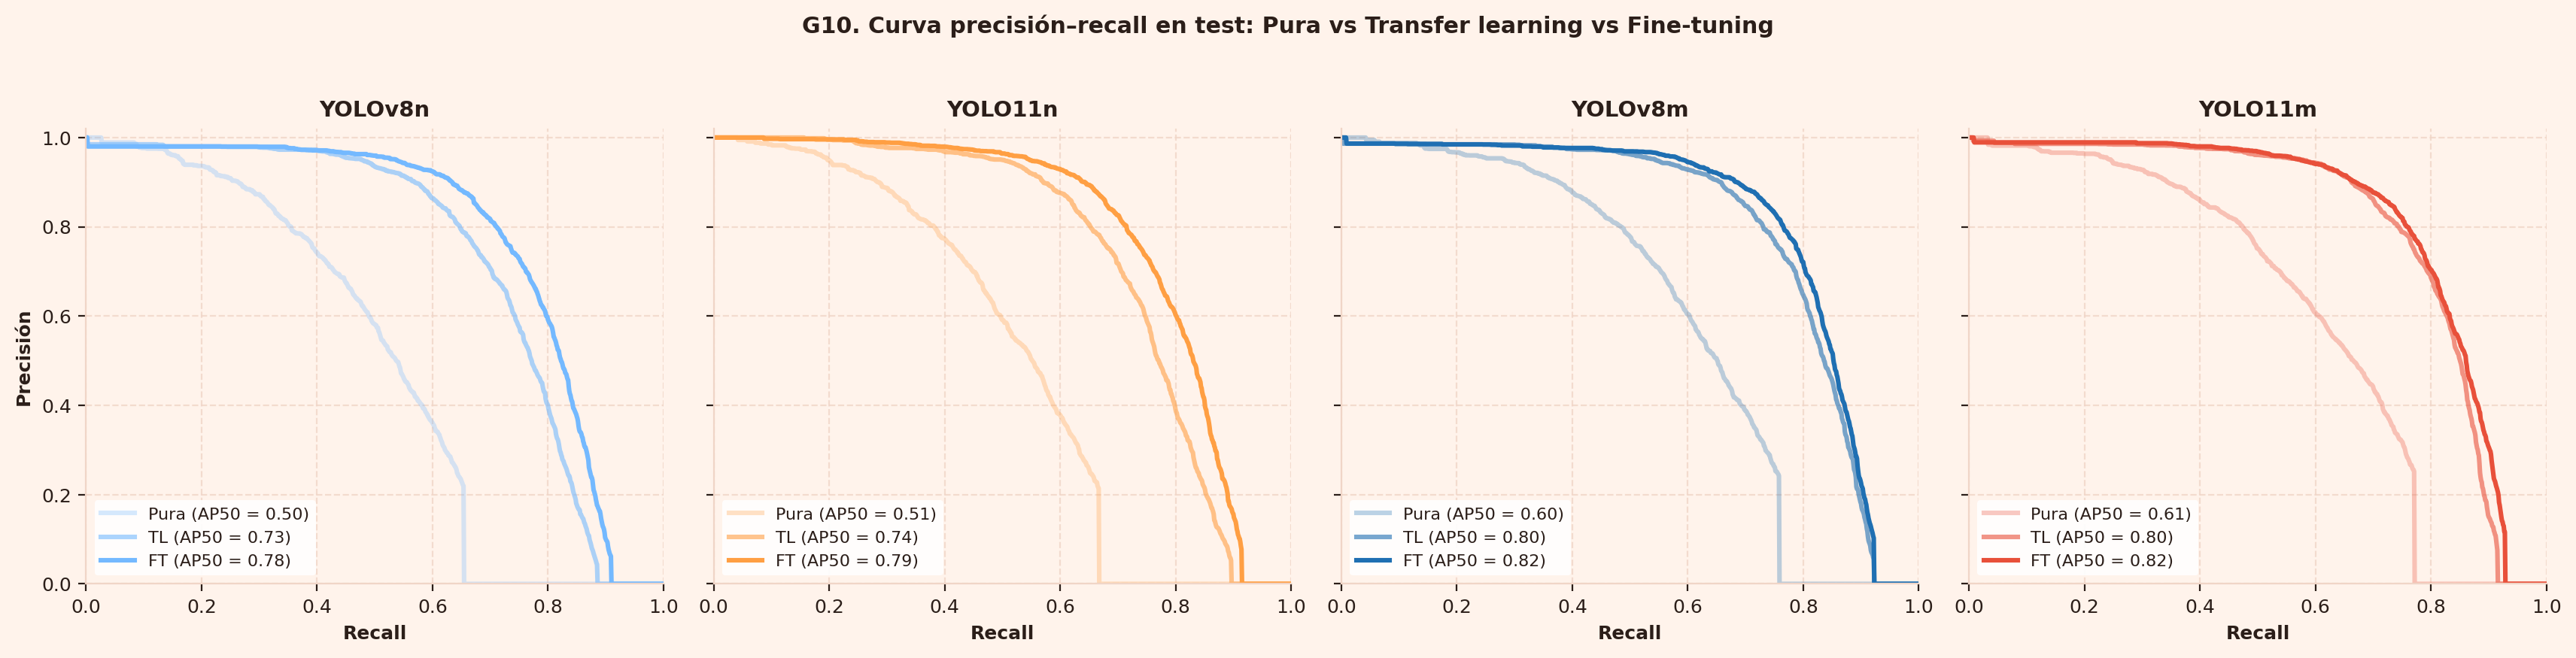 G10. Curva precisión–recall en test: Pura vs Transfer learning vs Fine-tuning
YOLOv8n
Precisión
1.0
0.8
0.6
0.4
0.2
0.0
Pura (AP50 = 0.50)
TL (AP50 = 0.73)
FT (AP50 = 0.78)
0.0 0.2 0.4 0.6 0.8 1.0
Recall
YOLO11n
Pura (AP50 = 0.51)
TL (AP50 = 0.74)
FT (AP50 = 0.79)
0.0 0.2 0.4 0.6 0.8 1.0
Recall
YOLOv8m
Pura (AP50 = 0.60)
TL (AP50 = 0.80)
FT (AP50 = 0.82)
0.0 0.2 0.4 0.6 0.8 1.0
Recall
YOLO11m
Pura (AP50 = 0.61)
TL (AP50 = 0.80)
FT (AP50 = 0.82)
0.0 0.2 0.4 0.6 0.8 1.0
Recall